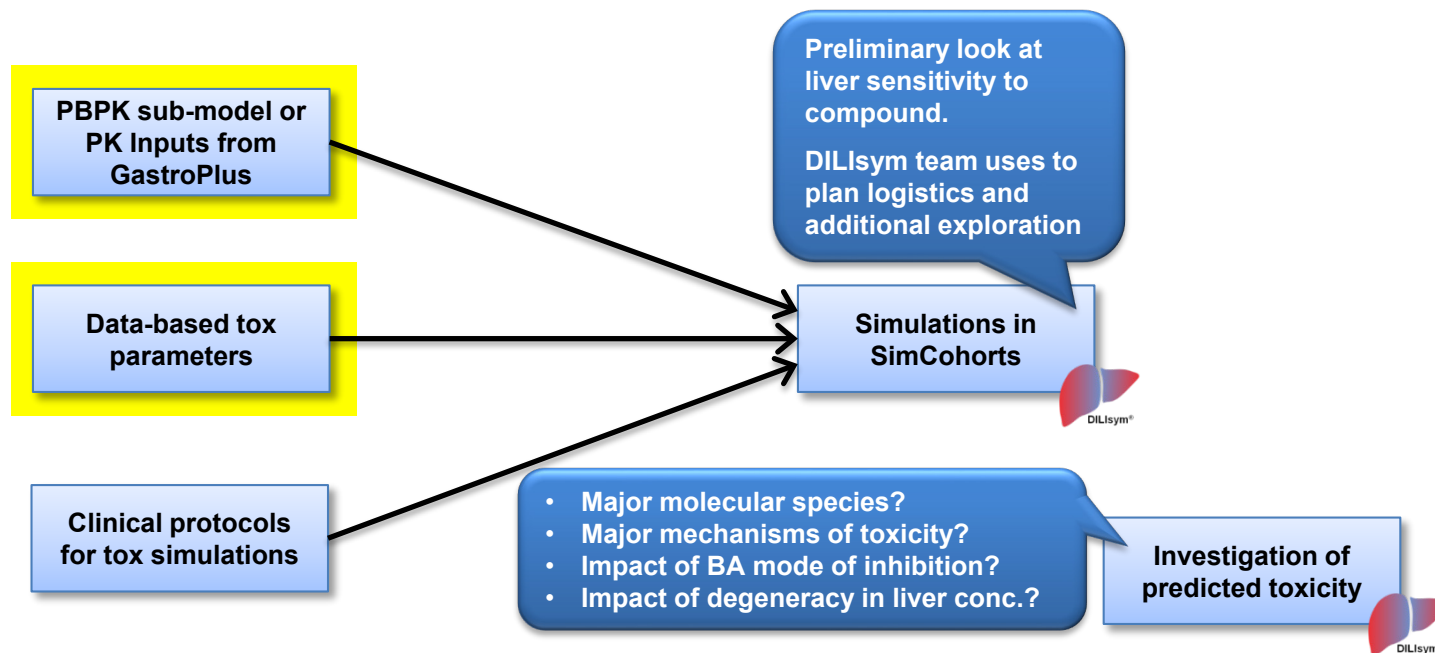 PBPK sub-model or
PK Inputs from
GastroPlus
Data-based tox
parameters
Clinical protocols
for tox simulations
Preliminary look at
liver sensitivity to
compound.
DILIsym team uses to
plan logistics and
additional exploration
Simulations in
SimCohorts
DILIsym®
• Major molecular species?
• Major mechanisms of toxicity?
• Impact of BA mode of inhibition?
• Impact of degeneracy in liver conc.?
Investigation of
predicted toxicity
DILIsym